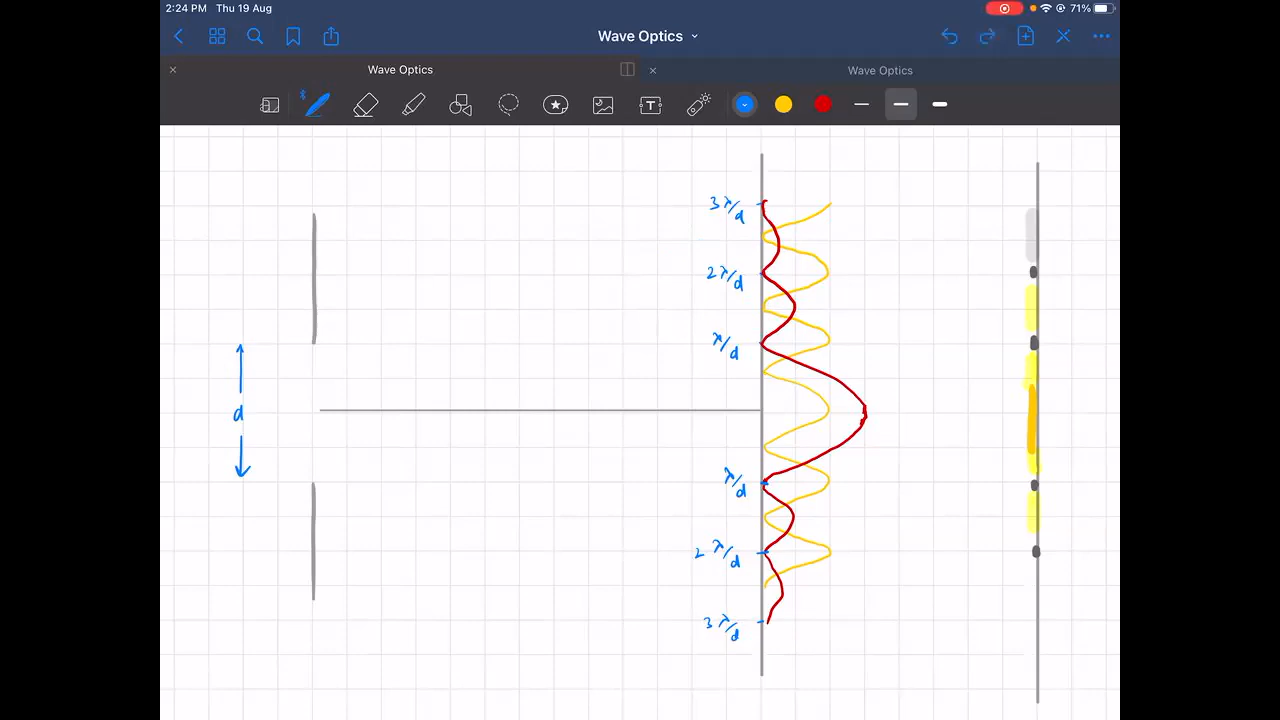 2:24 PM Thu 19 Aug
71%
Wave Optics
Wave Optics
Wave Optics
T
3λ/d
2λ/d
λ/d
d
λ/d
2λ/d
3λ/d